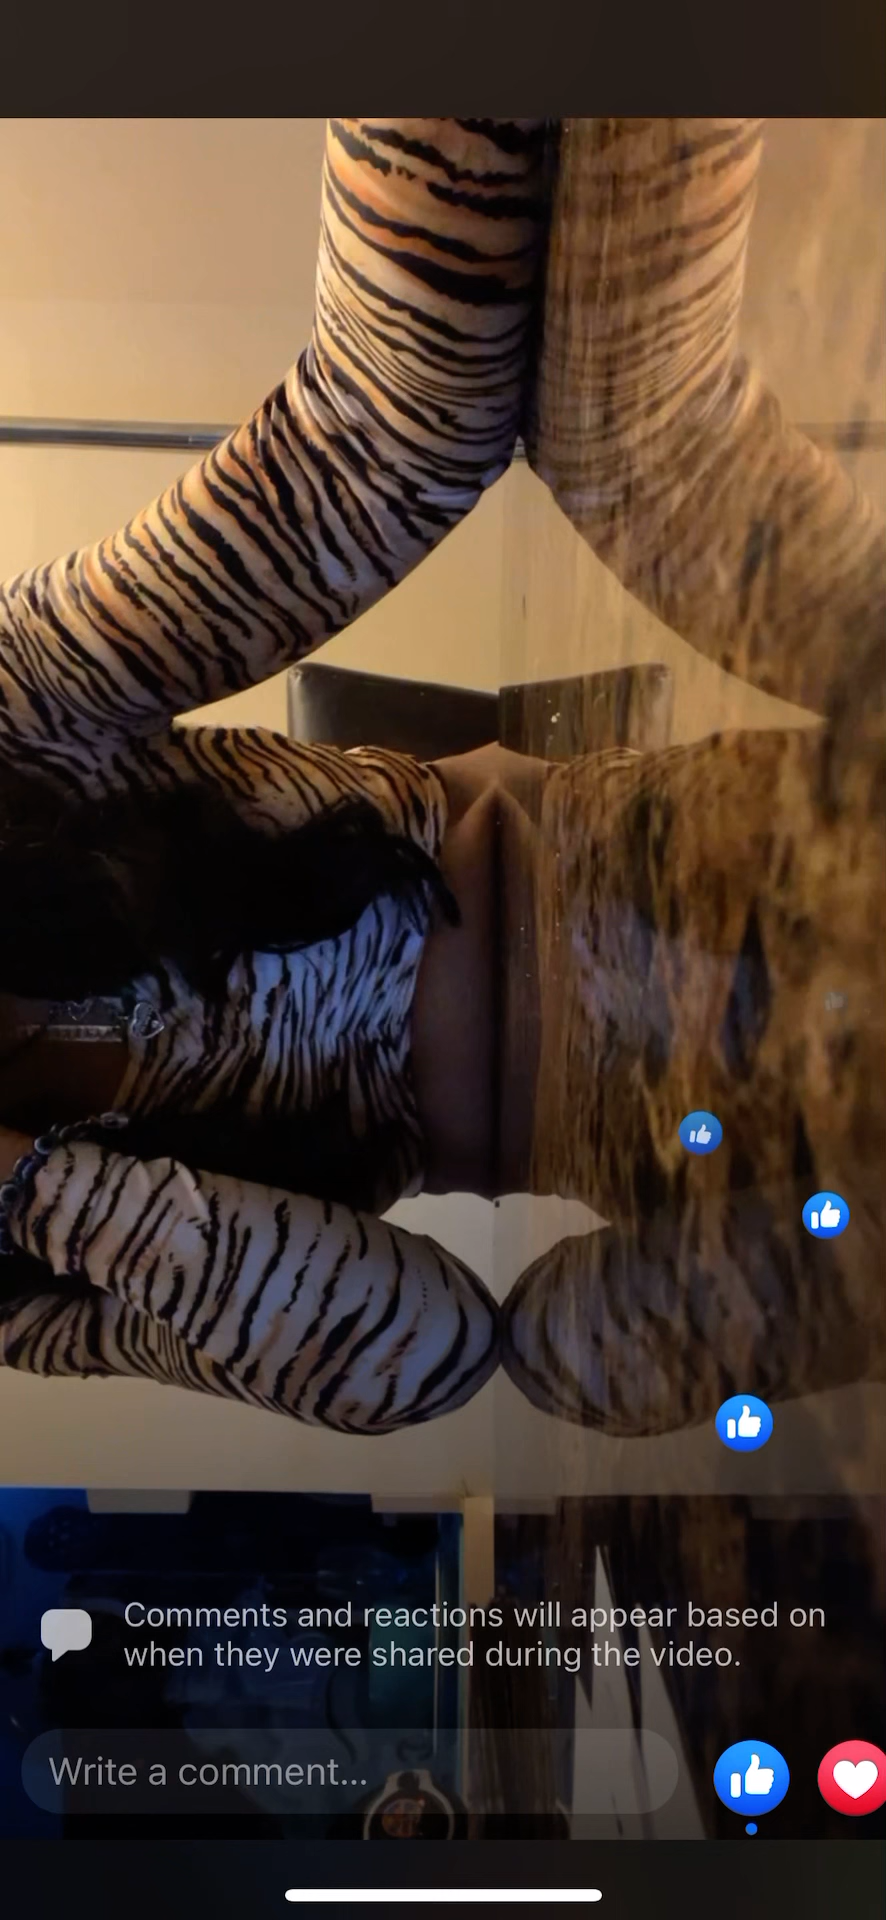 Comments and reactions will appear based on
when they were shared during the video.
Write a comment...